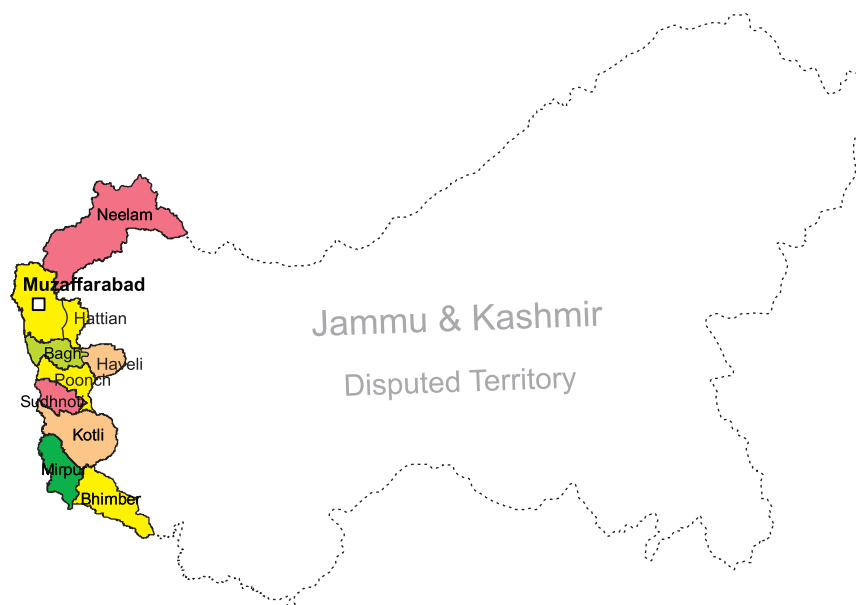 Neelam
Muzaffarabad
Hattian
Jammu & Kashmir
Bagh
Haveli
Poonch
Disputed Territory
Sudhnoti
Kotli
Mirpur
Bhimber